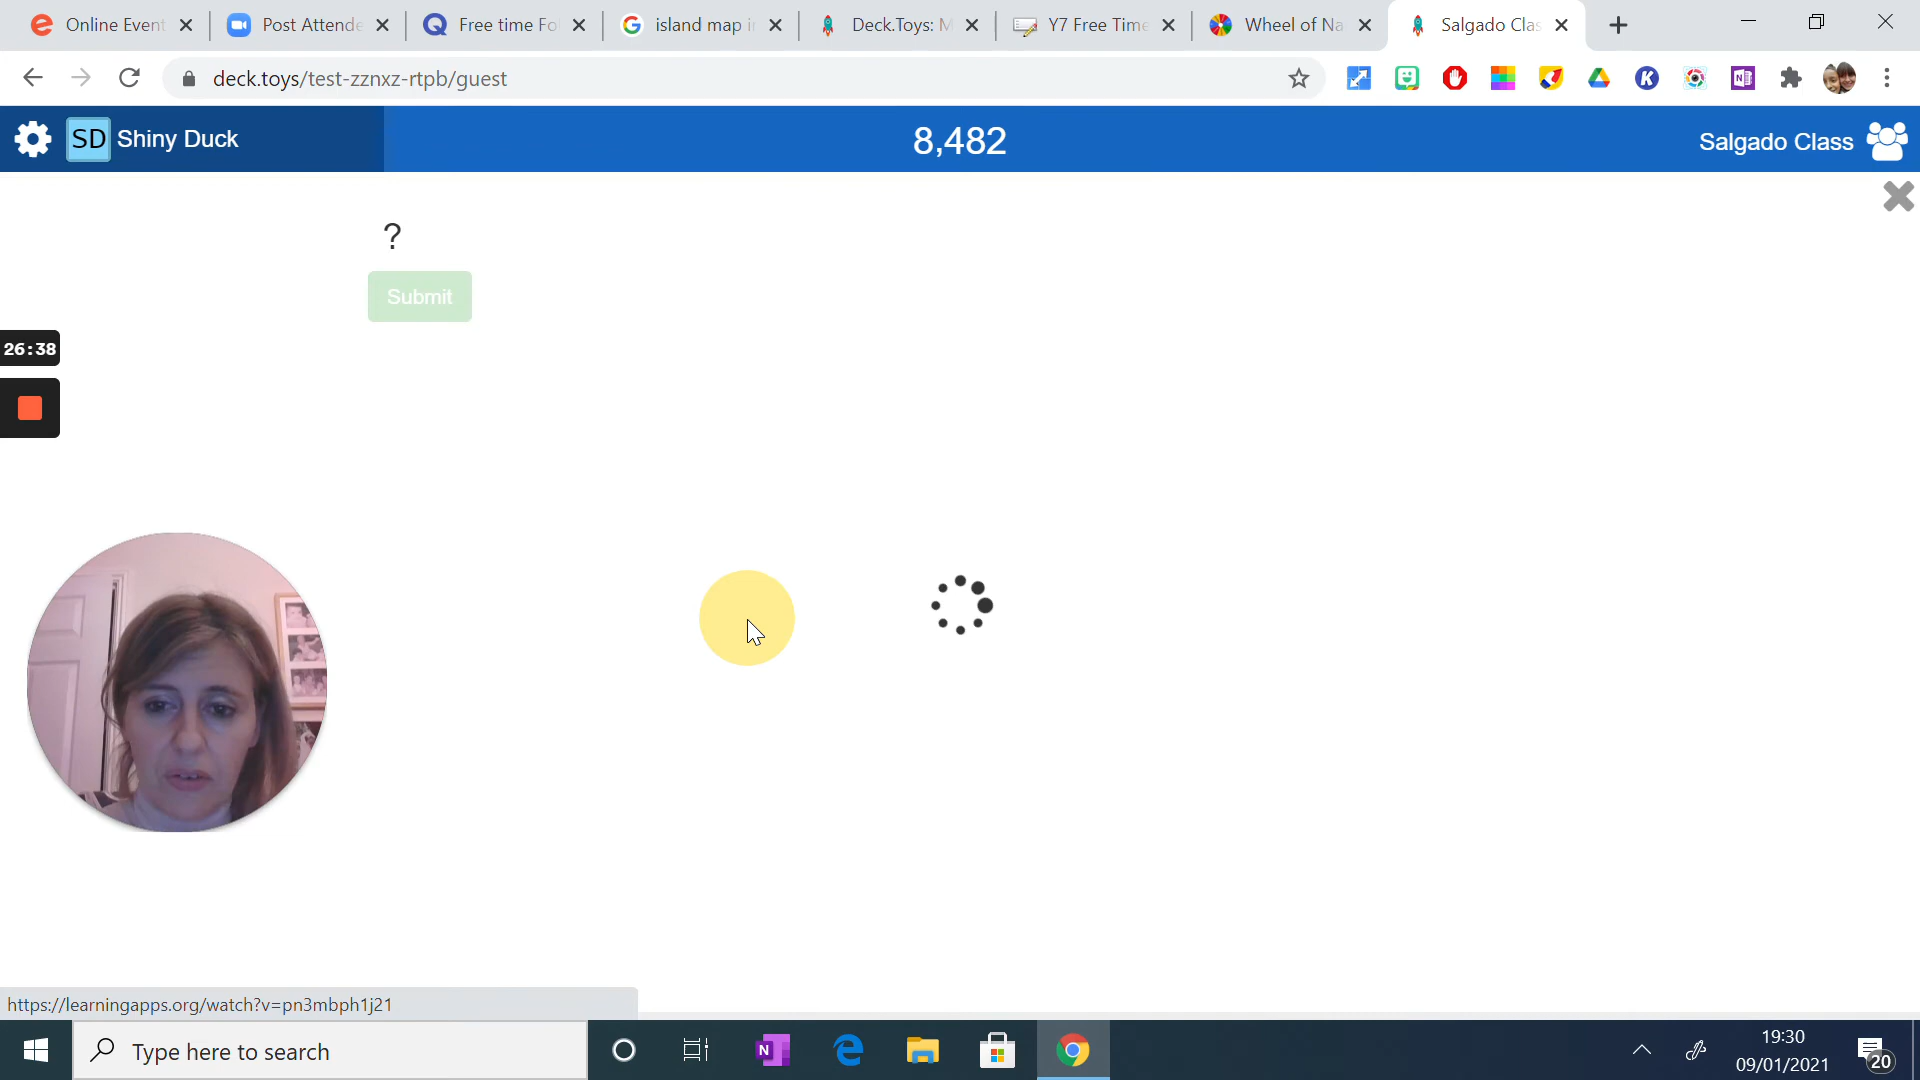 Online Event
Post Attende
Free time Fo
island map i
Deck.Toys: M
Y7 Free Time
Wheel of Na
Salgado Clas
deck.toys/test-zznxz-rtpb/guest
SD Shiny Duck
8,482
Salgado Class
?
Submit
26:38
https://learningapps.org/watch?v=pn3mbph1j21
Type here to search
19:30
09/01/2021
20